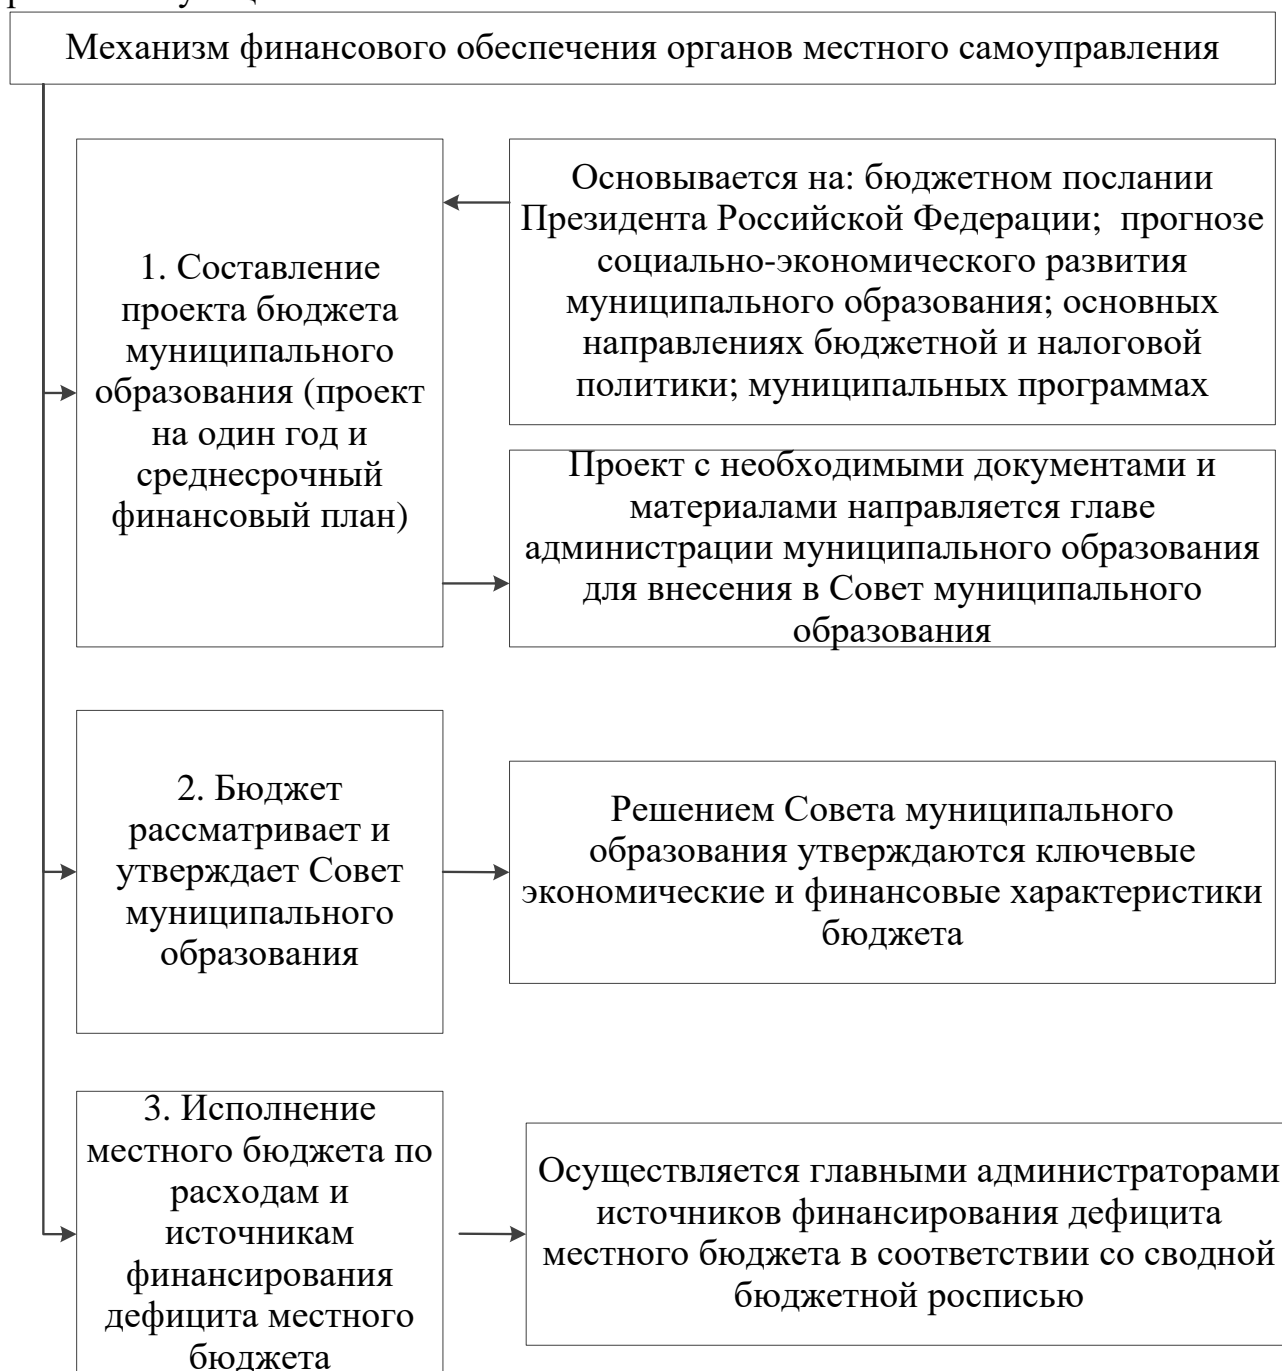 Механизм финансового обеспечения органов местного самоуправления
1. Составление
проекта бюджета
муниципального
образования (проект
на один год и
среднесрочный
финансовый план)
Основывается на: бюджетном послании
Президента Российской Федерации; прогнозе
социально-экономического развития
муниципального образования; основных
направлениях бюджетной и налоговой
политики; муниципальных программах
Проект с необходимыми документами и
материалами направляется главе
администрации муниципального образования
для внесения в Совет муниципального
образования
2. Бюджет
рассматривает и
утверждает Совет
муниципального
образования
Решением Совета муниципального
образования утверждаются ключевые
экономические и финансовые характеристики
бюджета
3. Исполнение
местного бюджета по
расходам и
источникам
финансирования
дефицита местного
бюджета
Осуществляется главными администраторами
источников финансирования дефицита
местного бюджета в соответствии со сводной
бюджетной росписью